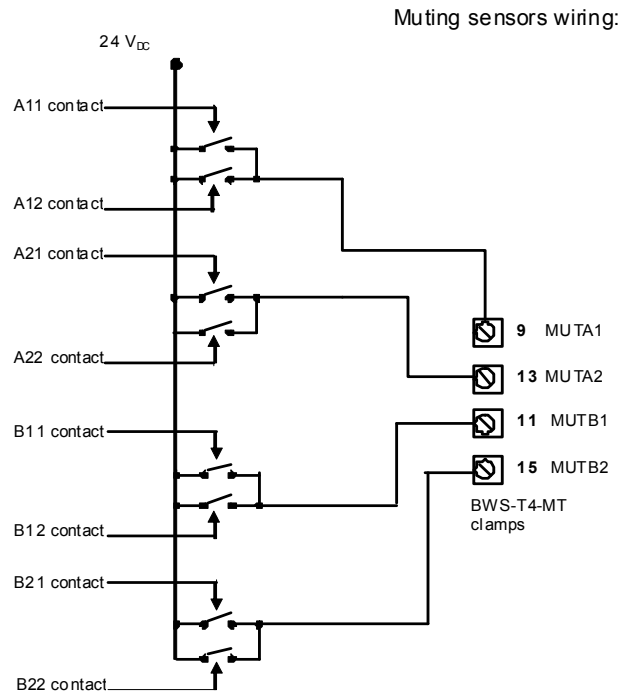 Muting sensors wiring:
24 VDC
A11 contact
A12 contact
A21 contact
A22 contact
9 MUTA1
13 MUTA2
B11 contact
11 MUTB1
15 MUTB2
BWS-T4-MT
clamps
B12 contact
B21 contact
B22 contact